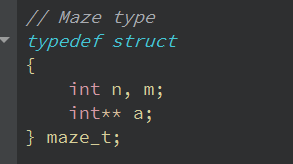 // Maze type
typedef struct
{
    int n, m;
    int** a;
} maze_t;